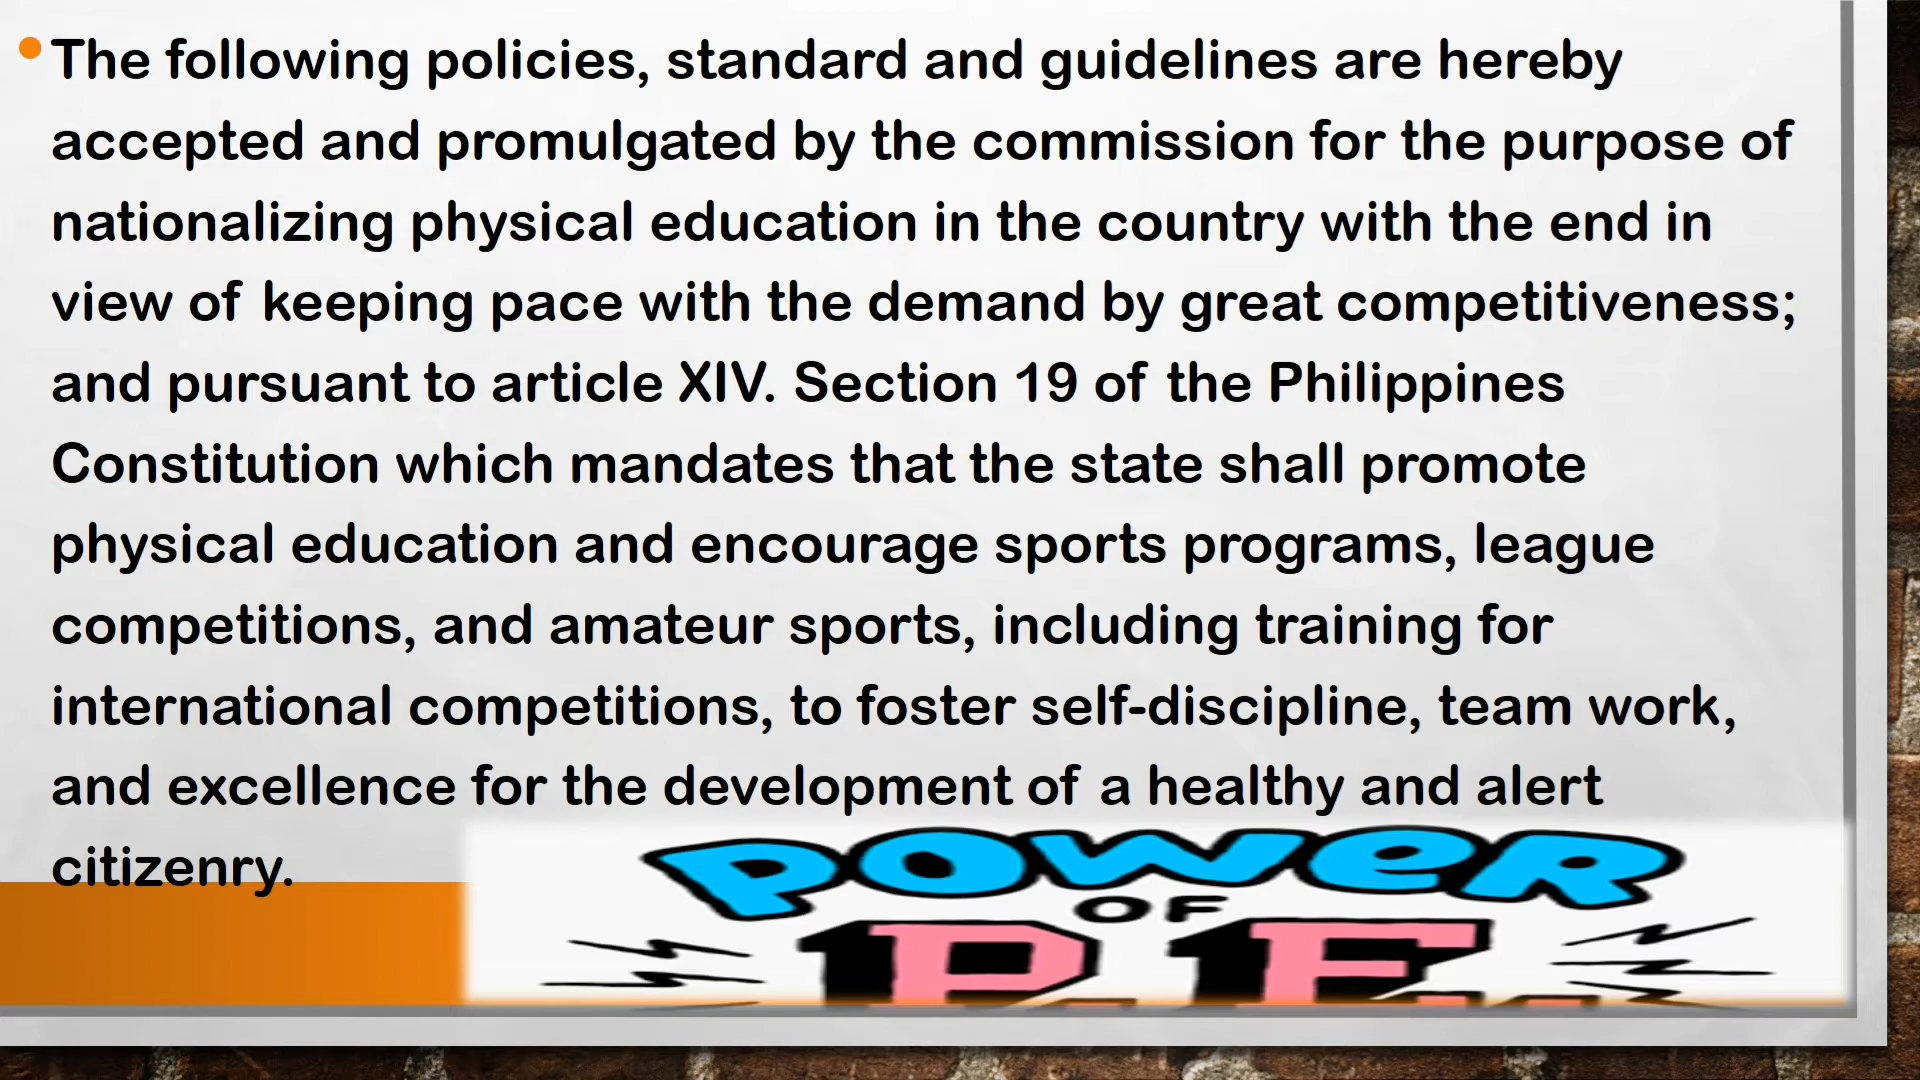 The following policies, standard and guidelines are hereby
accepted and promulgated by the commission for the purpose of
nationalizing physical education in the country with the end in
view of keeping pace with the demand by great competitiveness;
and pursuant to article XIV. Section 19 of the Philippines
Constitution which mandates that the state shall promote
physical education and encourage sports programs, league
competitions, and amateur sports, including training for
international competitions, to foster self-discipline, team work,
and excellence for the development of a healthy and alert
citizenry.
POWeR
OF
P.E.